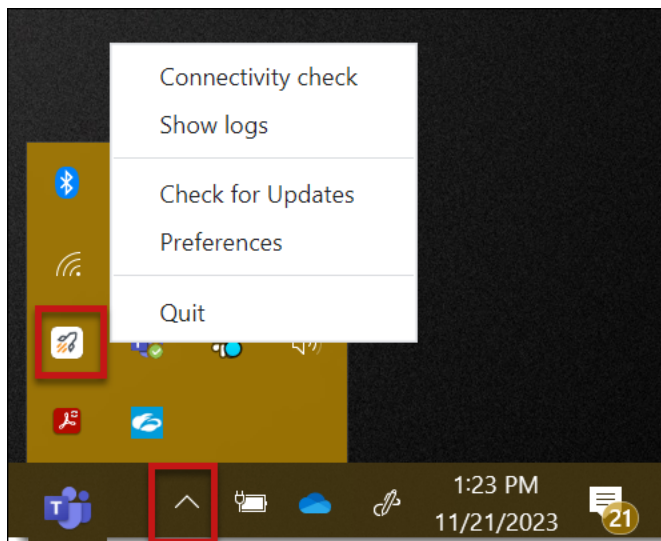 Connectivity check
Show logs
Check for Updates
Preferences
Quit
1:23 PM
11/21/2023
21